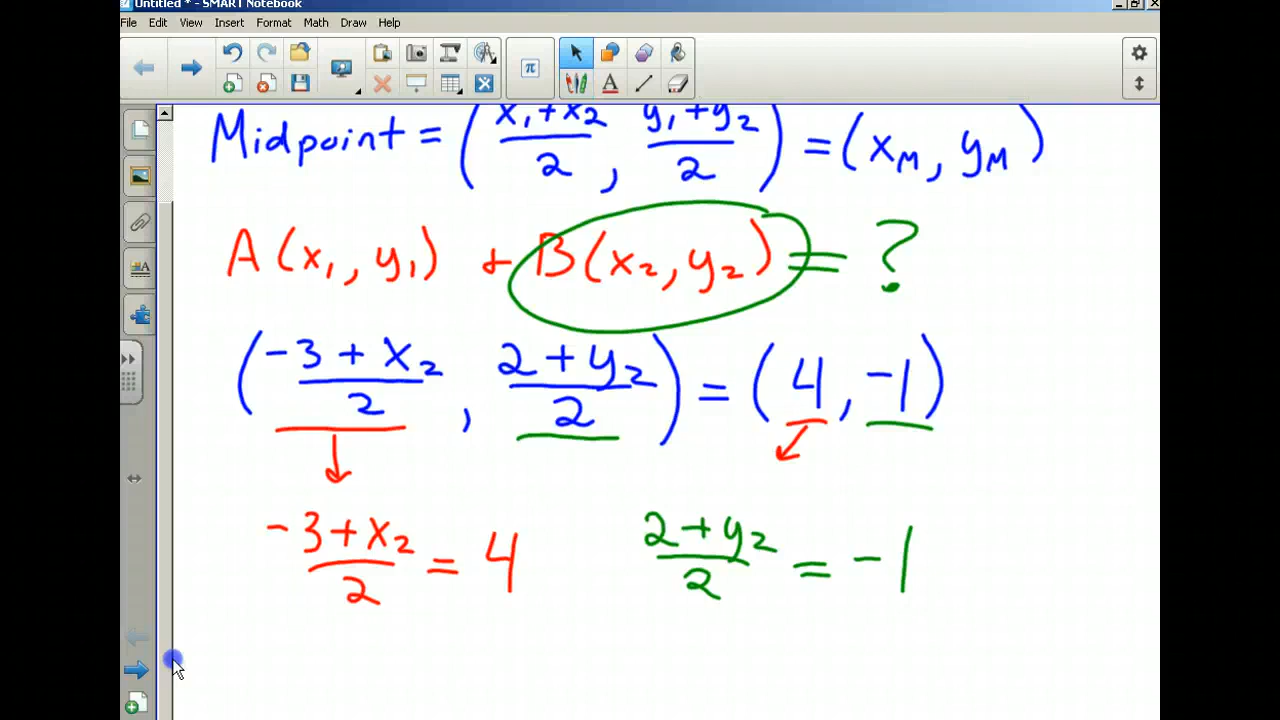 Untitled * - SMART Notebook
File Edit View Insert Format Math Draw Help
π
Midpoint = ( x₁+x₂ / 2 , y₁+y₂ / 2 ) = ( x_M , y_M )
A ( x₁ , y₁ ) + B ( x₂ , y₂ ) = ?
( -3 + x₂ / 2 , 2 + y₂ / 2 ) = ( 4 , -1 )
-3 + x₂ / 2 = 4 2 + y₂ / 2 = -1